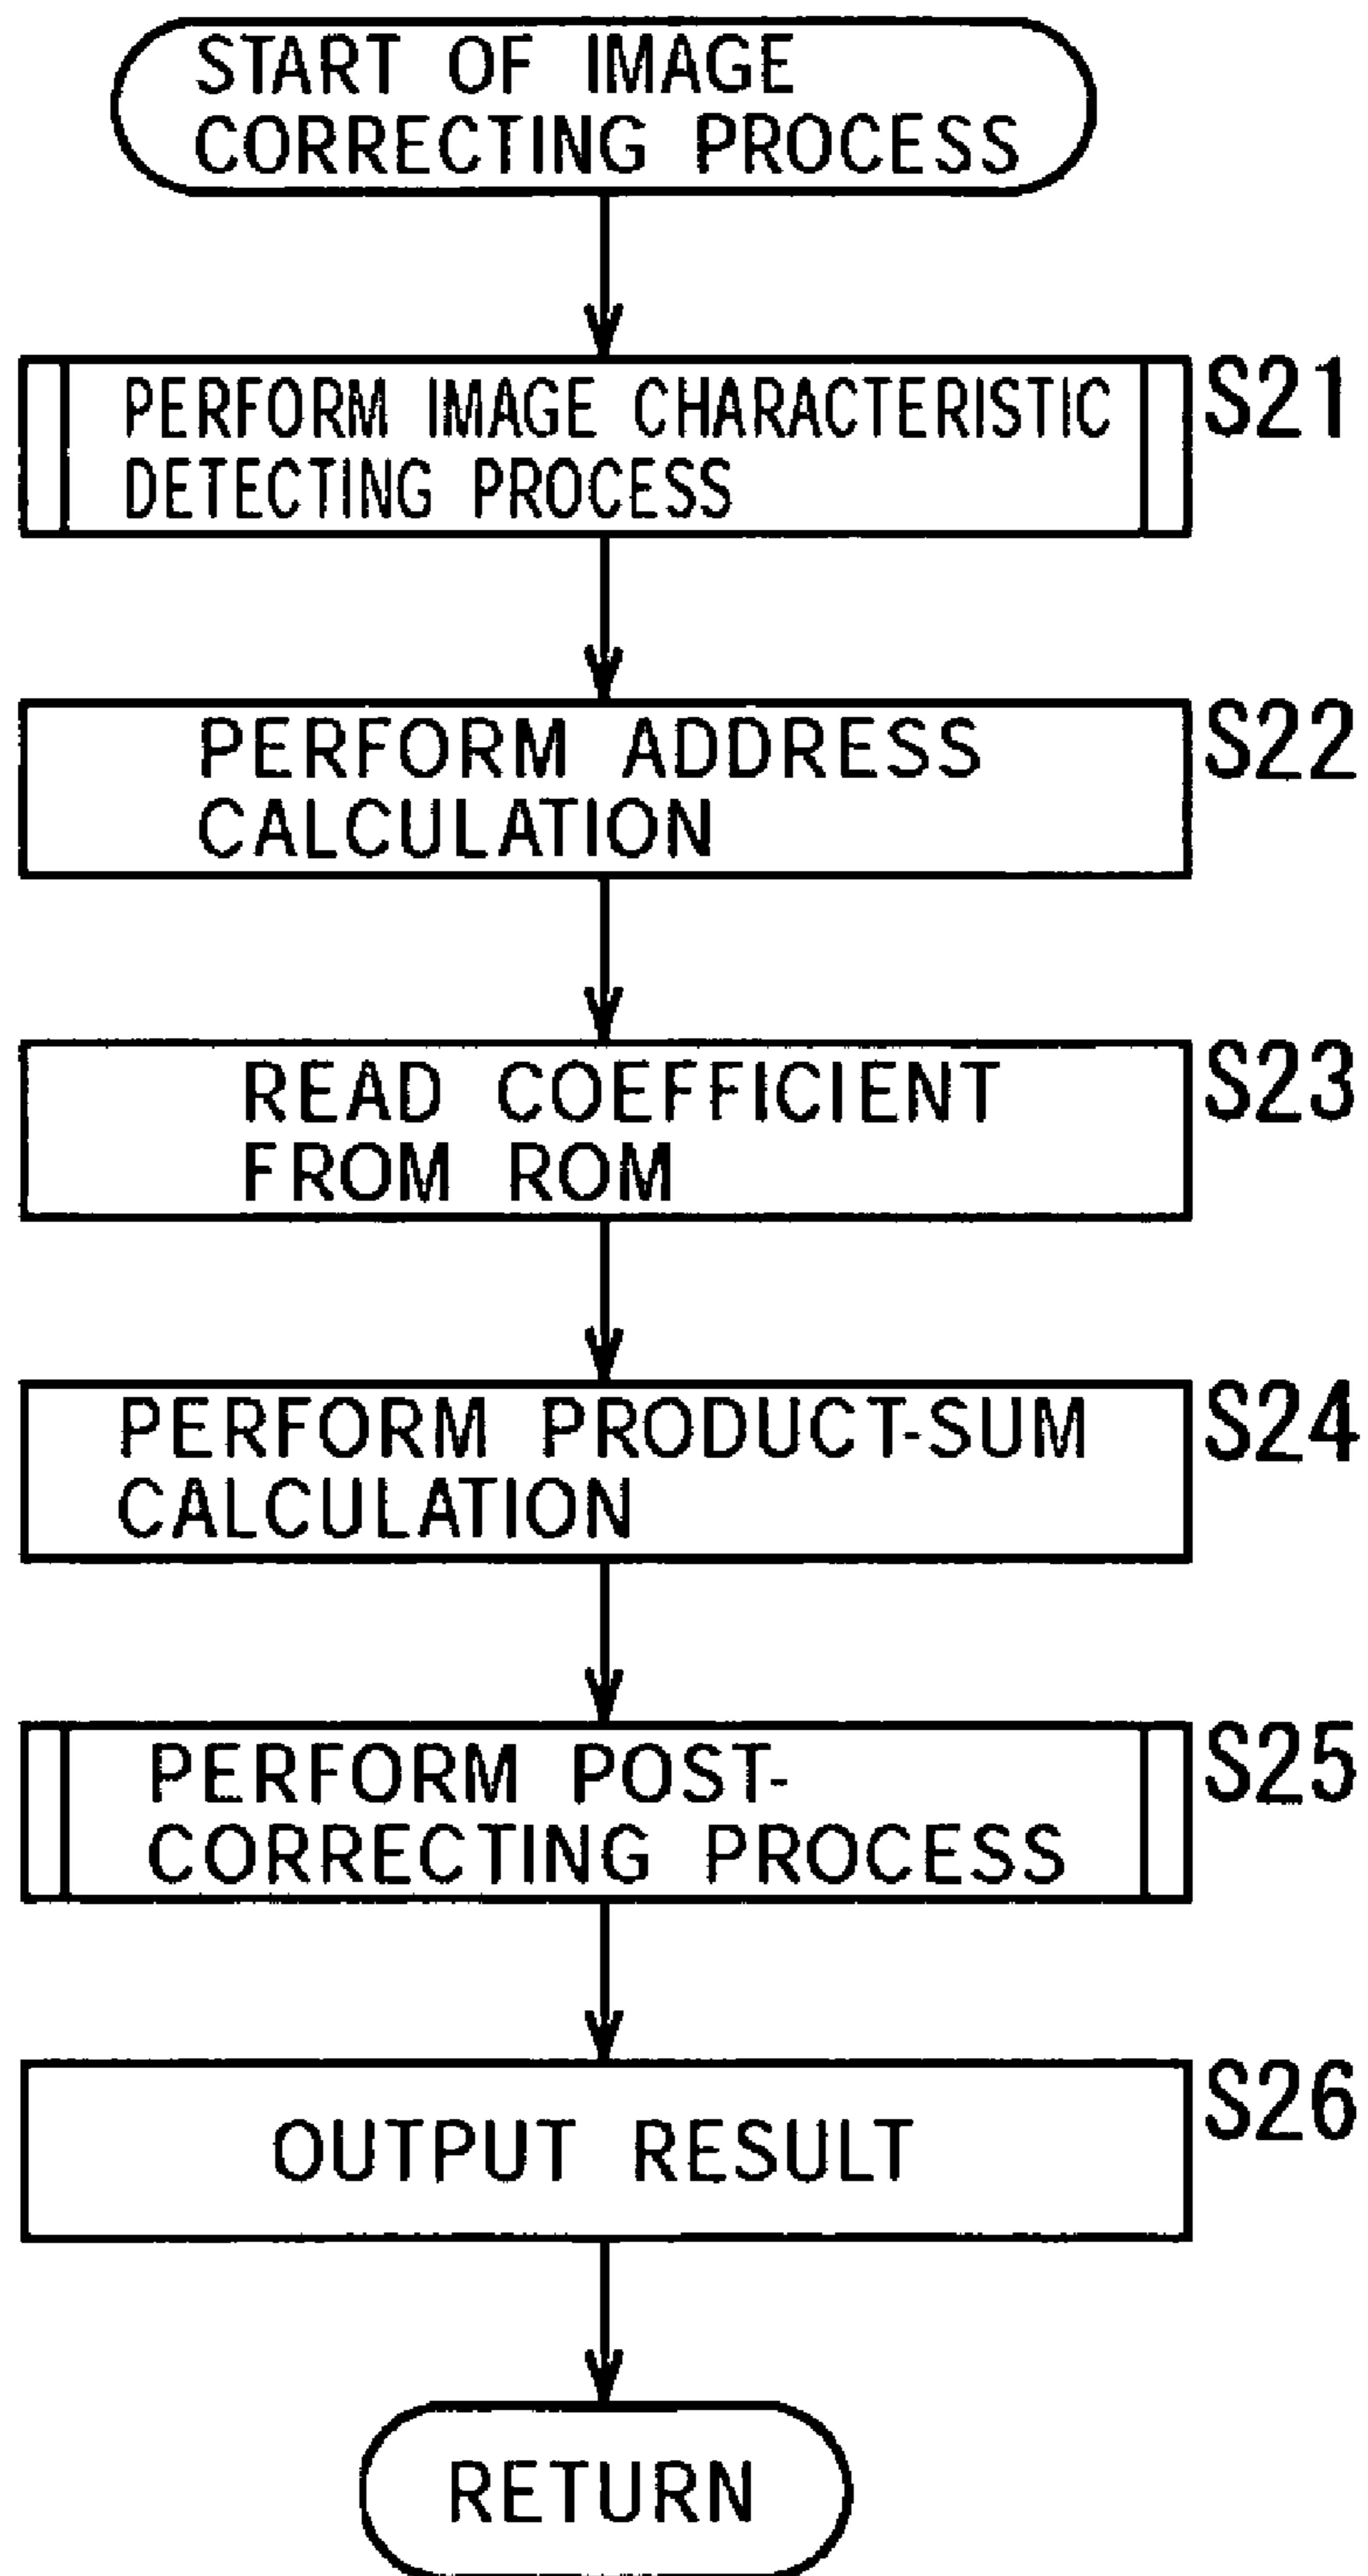 START OF IMAGE
CORRECTING PROCESS
PERFORM IMAGE CHARACTERISTIC
DETECTING PROCESS
S21
PERFORM ADDRESS
CALCULATION
S22
READ COEFFICIENT
FROM ROM
S23
PERFORM PRODUCT-SUM
CALCULATION
S24
PERFORM POST-
CORRECTING PROCESS
S25
OUTPUT RESULT
S26
RETURN